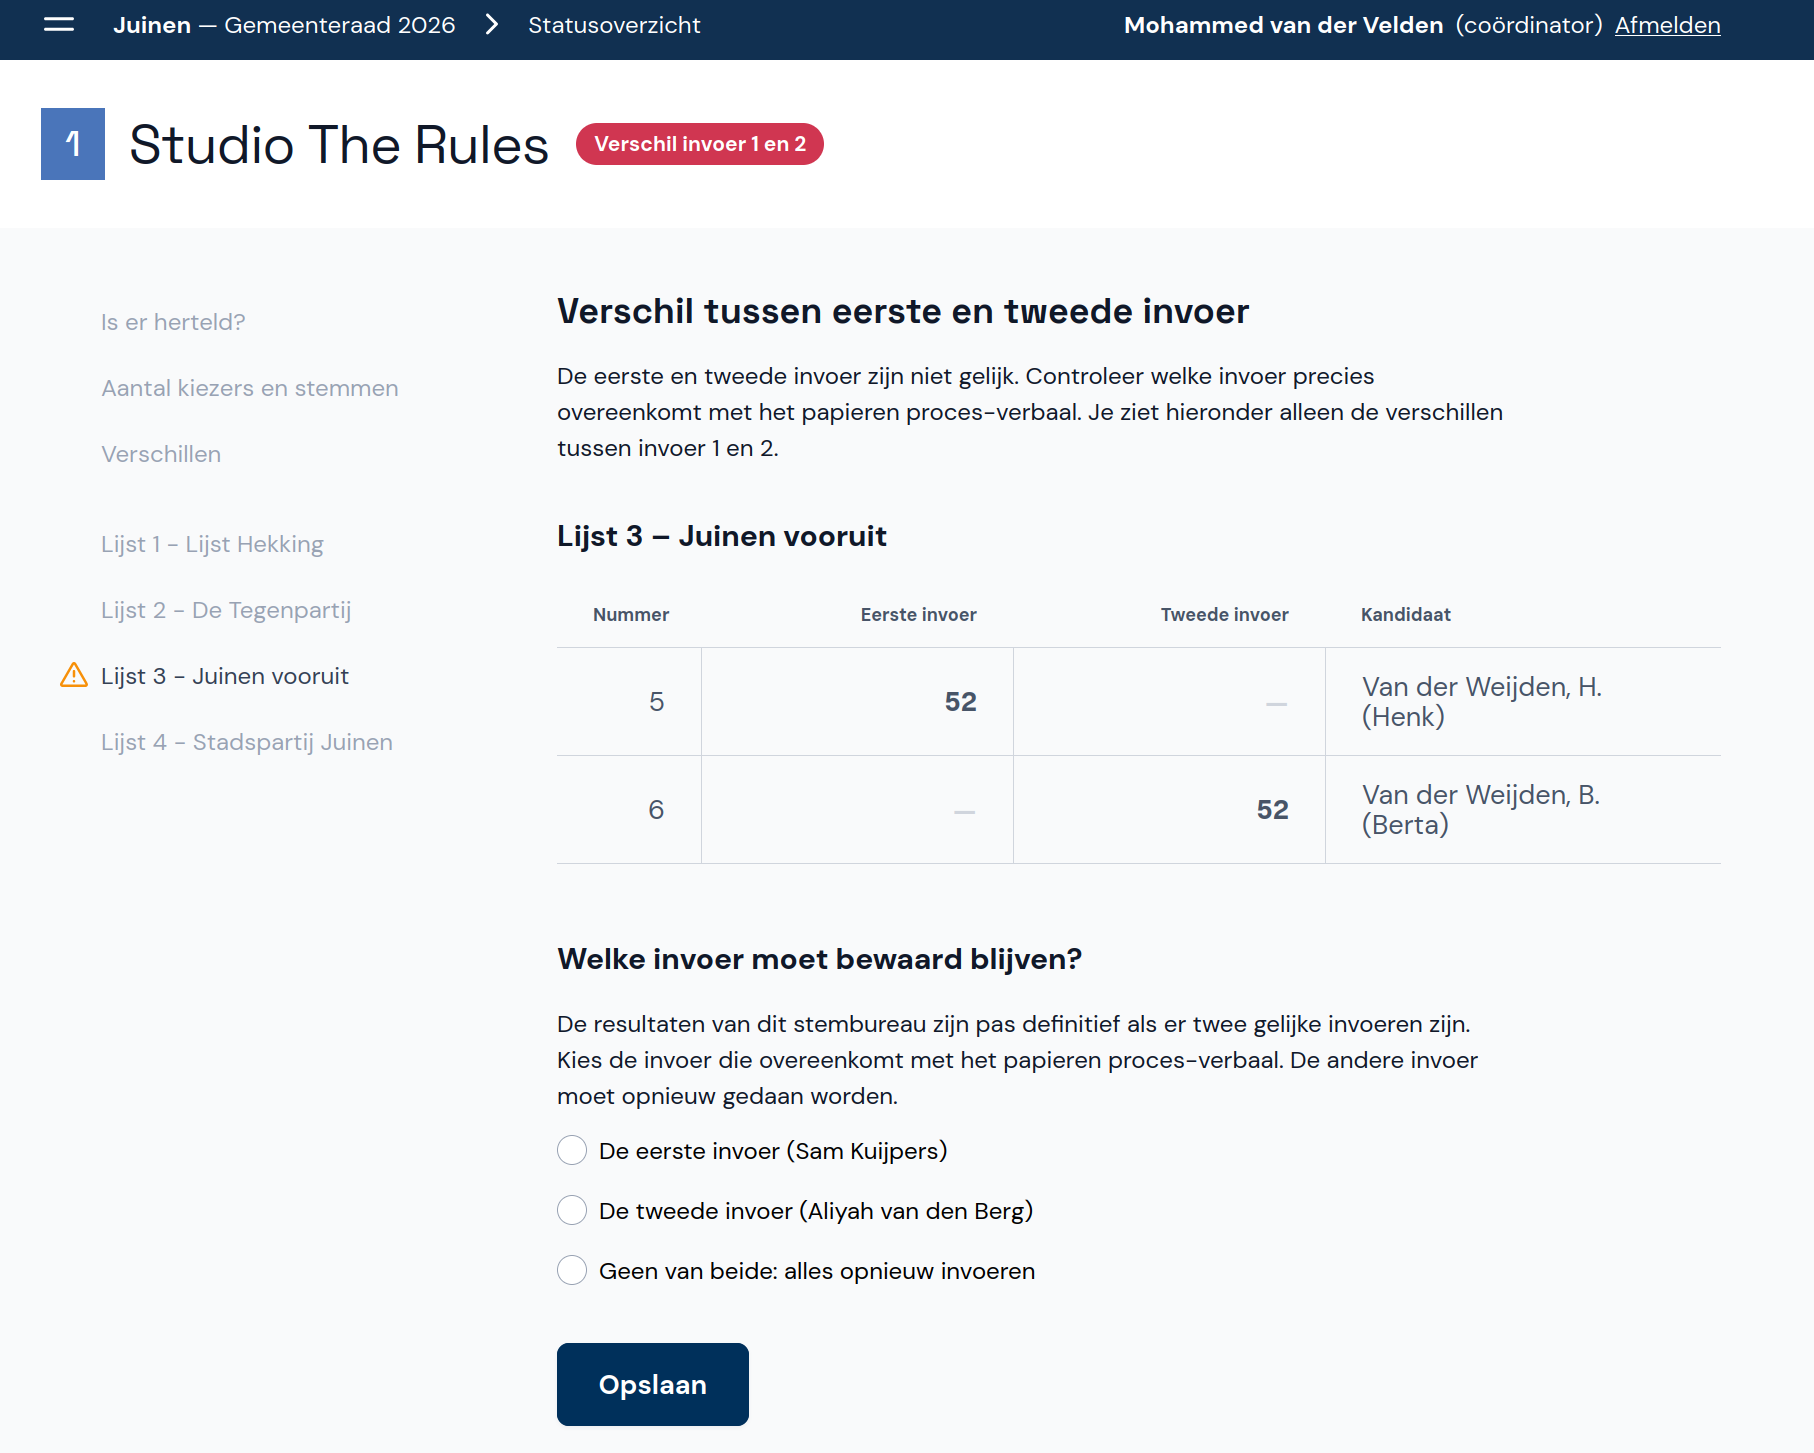 Juinen — Gemeenteraad 2026 Statusoverzicht Mohammed van der Velden (coördinator) Afmelden
1 Studio The Rules Verschil invoer 1 en 2
Is er herteld?
Aantal kiezers en stemmen
Verschillen
Lijst 1 - Lijst Hekking
Lijst 2 - De Tegenpartij
Lijst 3 - Juinen vooruit
Lijst 4 - Stadspartij Juinen
Verschil tussen eerste en tweede invoer
De eerste en tweede invoer zijn niet gelijk. Controleer welke invoer precies
overeenkomt met het papieren proces-verbaal. Je ziet hieronder alleen de verschillen
tussen invoer 1 en 2.
Lijst 3 – Juinen vooruit
Nummer Eerste invoer Tweede invoer Kandidaat
5 52 — Van der Weijden, H.
(Henk)
6 — 52 Van der Weijden, B.
(Berta)
Welke invoer moet bewaard blijven?
De resultaten van dit stembureau zijn pas definitief als er twee gelijke invoeren zijn.
Kies de invoer die overeenkomt met het papieren proces-verbaal. De andere invoer
moet opnieuw gedaan worden.
De eerste invoer (Sam Kuijpers)
De tweede invoer (Aliyah van den Berg)
Geen van beide: alles opnieuw invoeren
Opslaan